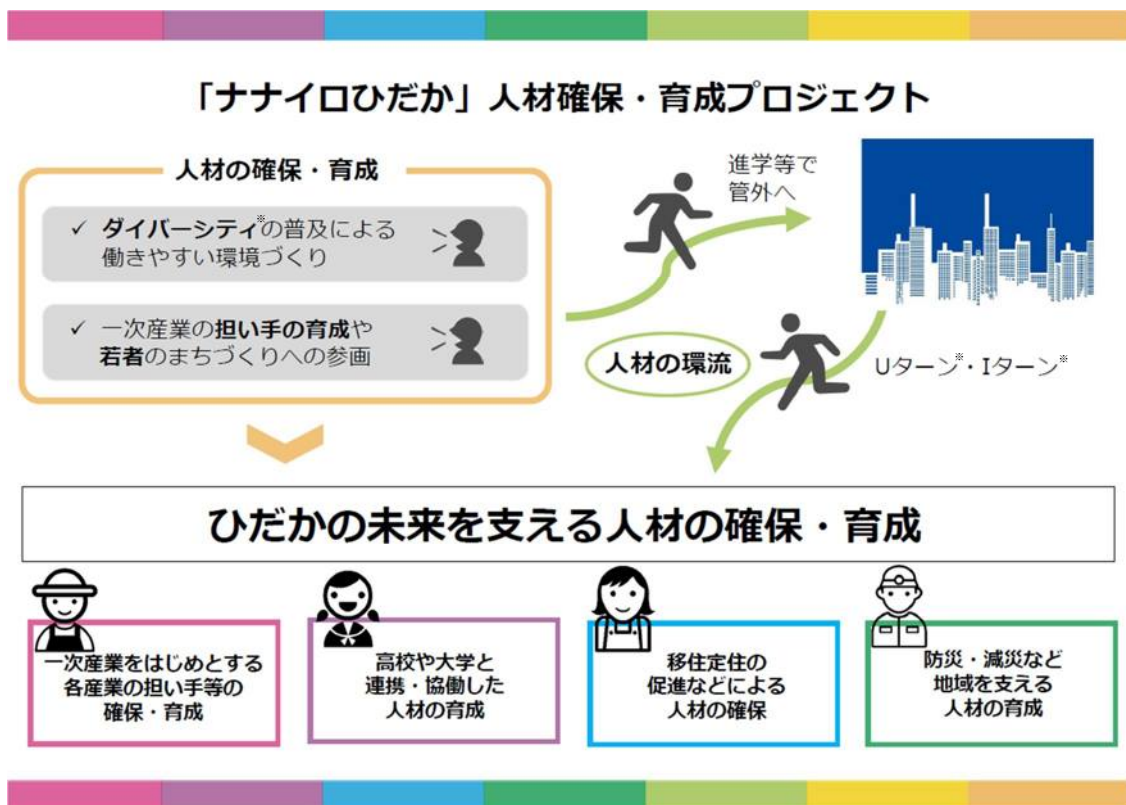 「ナナイロひだか」人材確保・育成プロジェクト
人材の確保・育成
✓ ダイバーシティ※の普及による
働きやすい環境づくり
✓ 一次産業の担い手の育成や
若者のまちづくりへの参画
進学等で
管外へ
人材の環流
Uターン※・Iターン※
ひだかの未来を支える人材の確保・育成
一次産業をはじめとする
各産業の担い手等の
確保・育成
高校や大学と
連携・協働した
人材の育成
移住定住の
促進などによる
人材の確保
防災・減災など
地域を支える
人材の育成